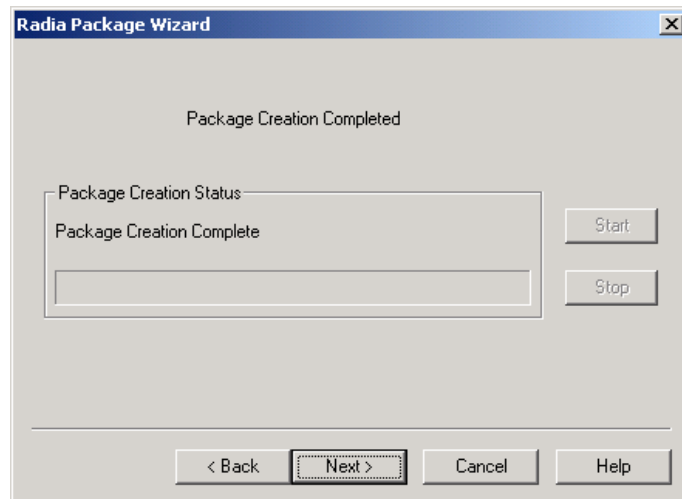 Radia Package Wizard
Package Creation Completed
Package Creation Status
Package Creation Complete
Start
Stop
< Back Next > Cancel Help